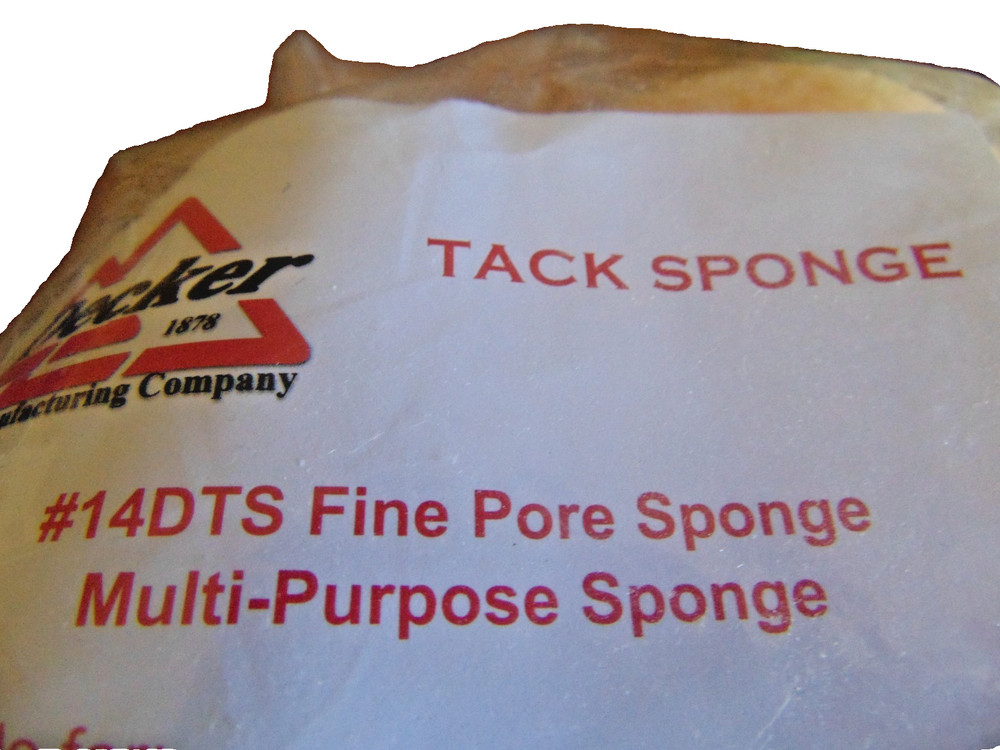 TACK SPONGE
ecker
1878
ufacturing Company
#14DTS Fine Pore Sponge
Multi-Purpose Sponge